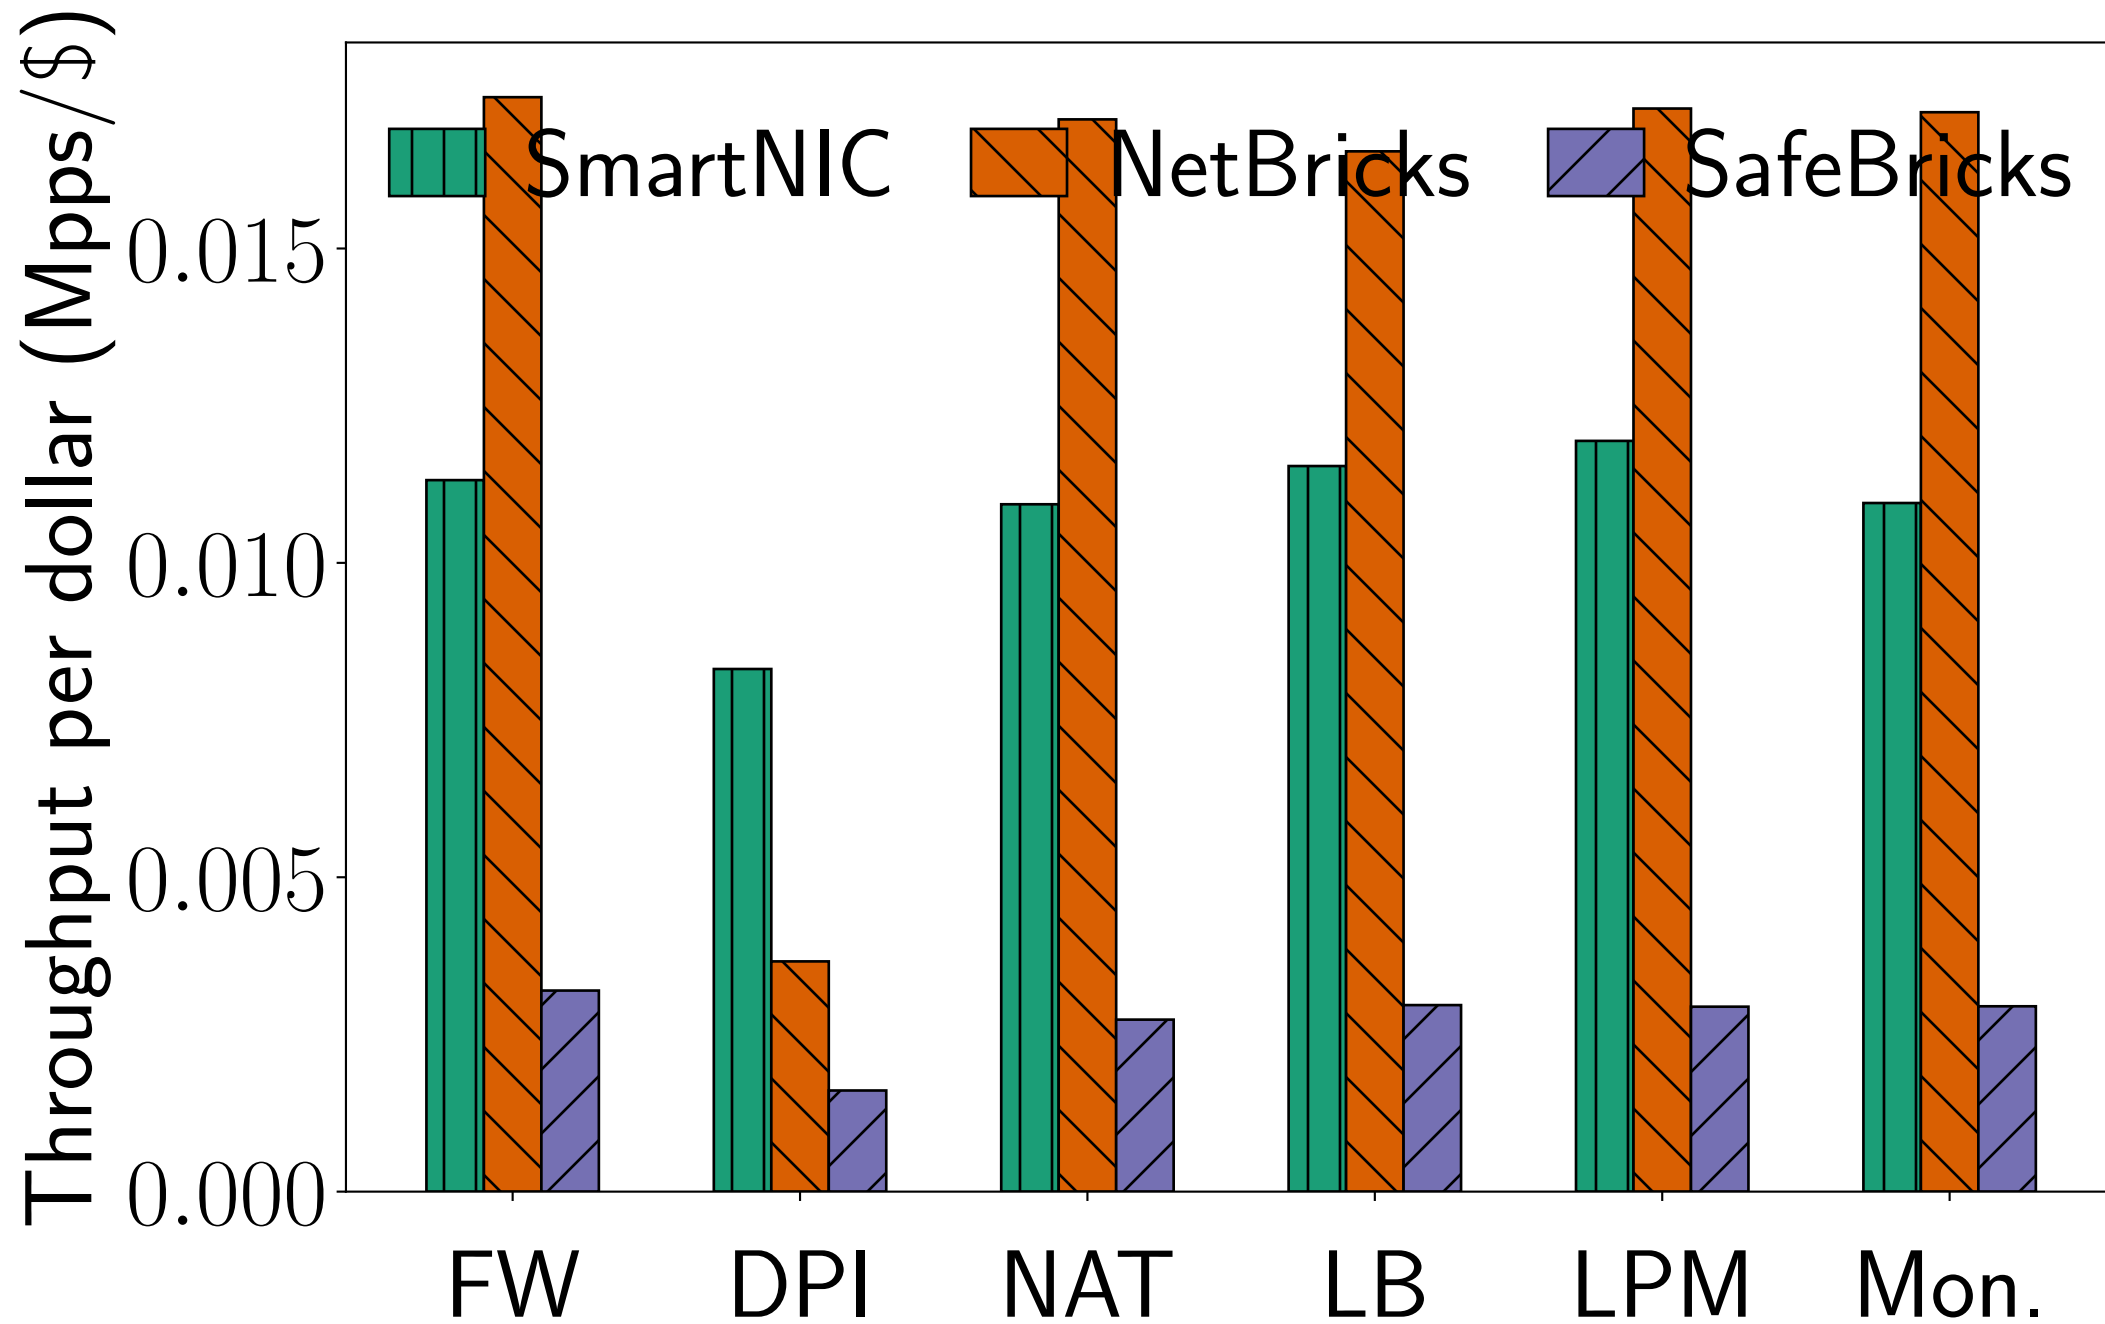 Throughput per dollar (Mpps/$)
SmartNIC NetBricks SafeBricks
0.015
0.010
0.005
0.000
FW DPI NAT LB LPM Mon.